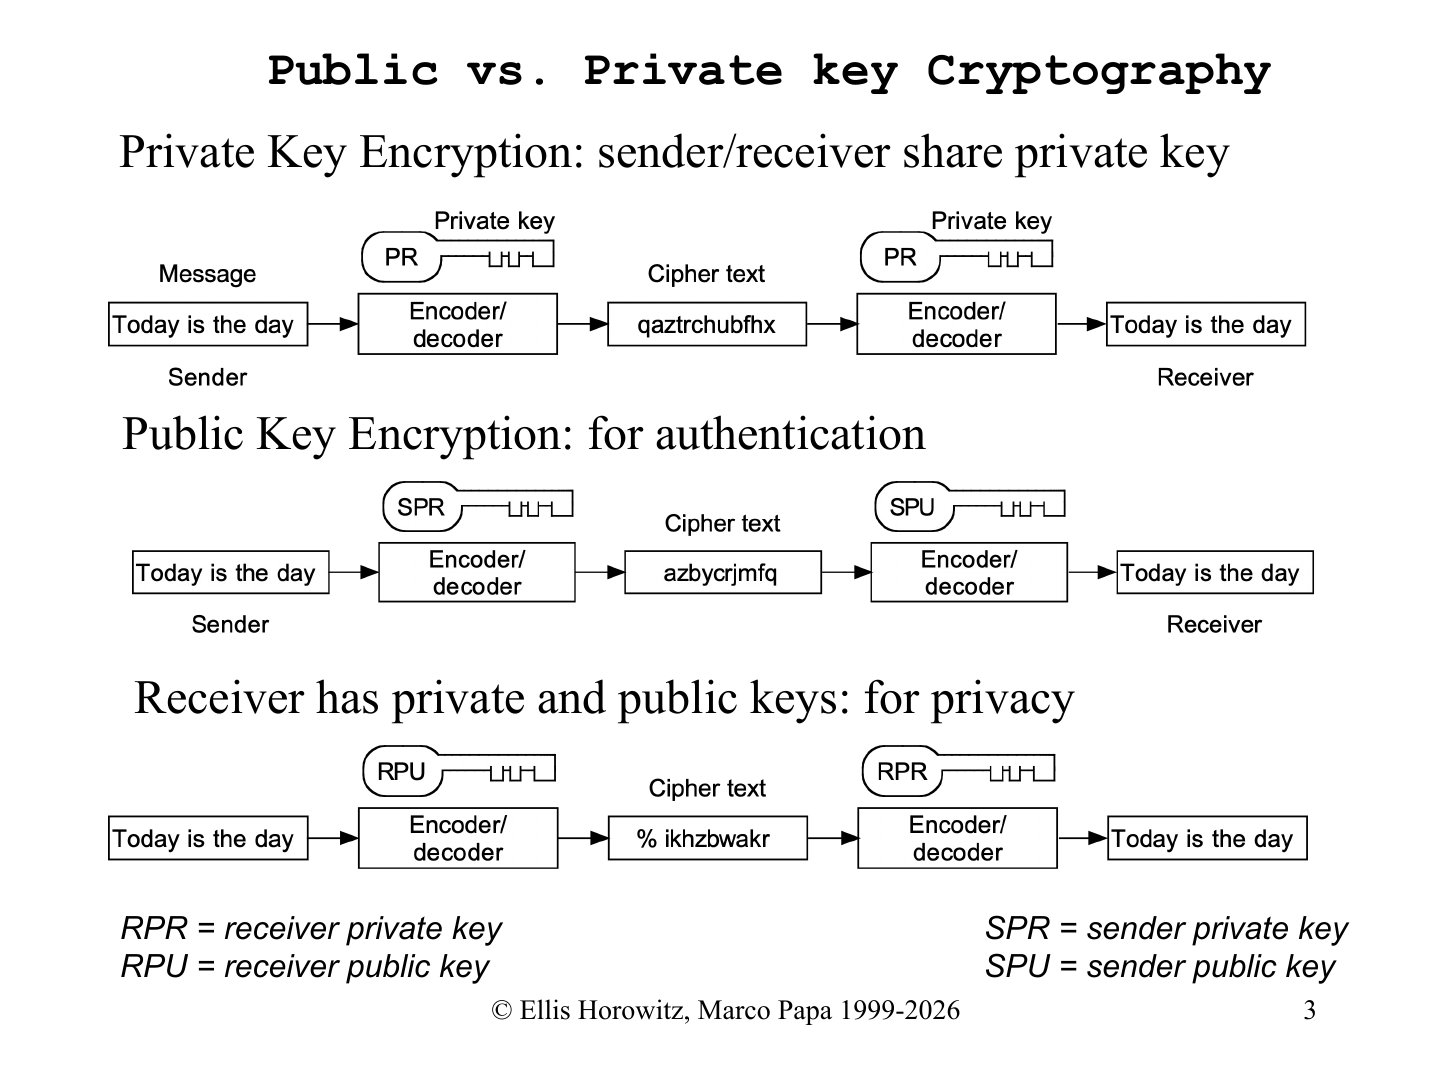 Public vs. Private key Cryptography
Private Key Encryption: sender/receiver share private key
Private key
Private key
PR
PR
Message
Cipher text
Today is the day
Encoder/
decoder
qaztrchubfhx
Encoder/
decoder
Today is the day
Sender
Receiver
Public Key Encryption: for authentication
SPR
SPU
Cipher text
Today is the day
Encoder/
decoder
azbycrjmfq
Encoder/
decoder
Today is the day
Sender
Receiver
Receiver has private and public keys: for privacy
RPU
RPR
Cipher text
Today is the day
Encoder/
decoder
% ikhzbwakr
Encoder/
decoder
Today is the day
RPR = receiver private key
RPU = receiver public key
SPR = sender private key
SPU = sender public key
© Ellis Horowitz, Marco Papa 1999-2026
3